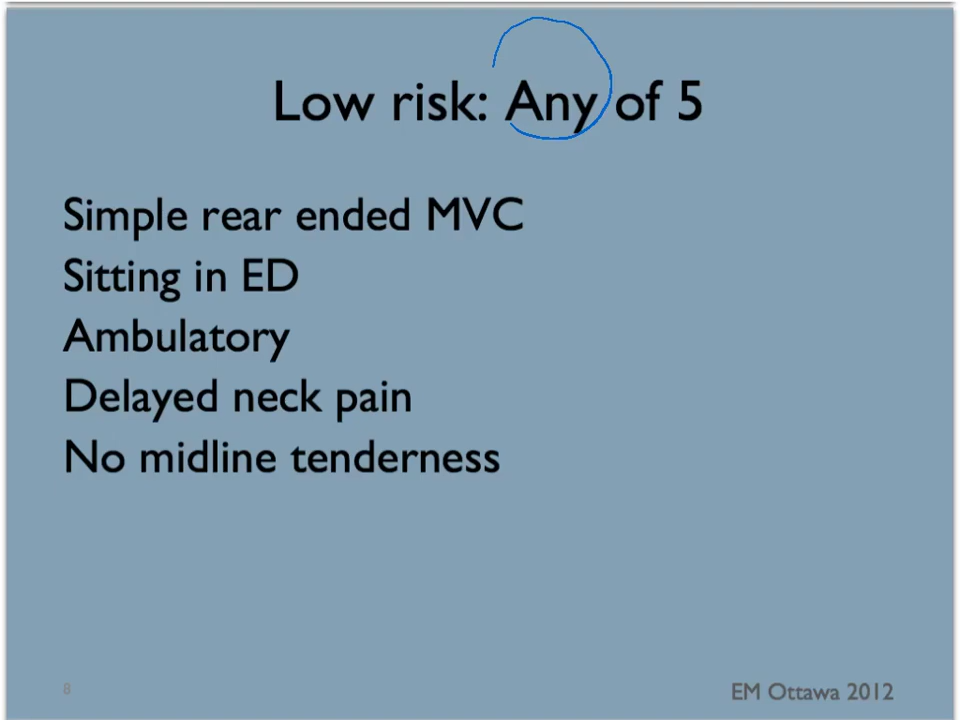 Low risk: Any of 5
Simple rear ended MVC
Sitting in ED
Ambulatory
Delayed neck pain
No midline tenderness
8
EM Ottawa 2012